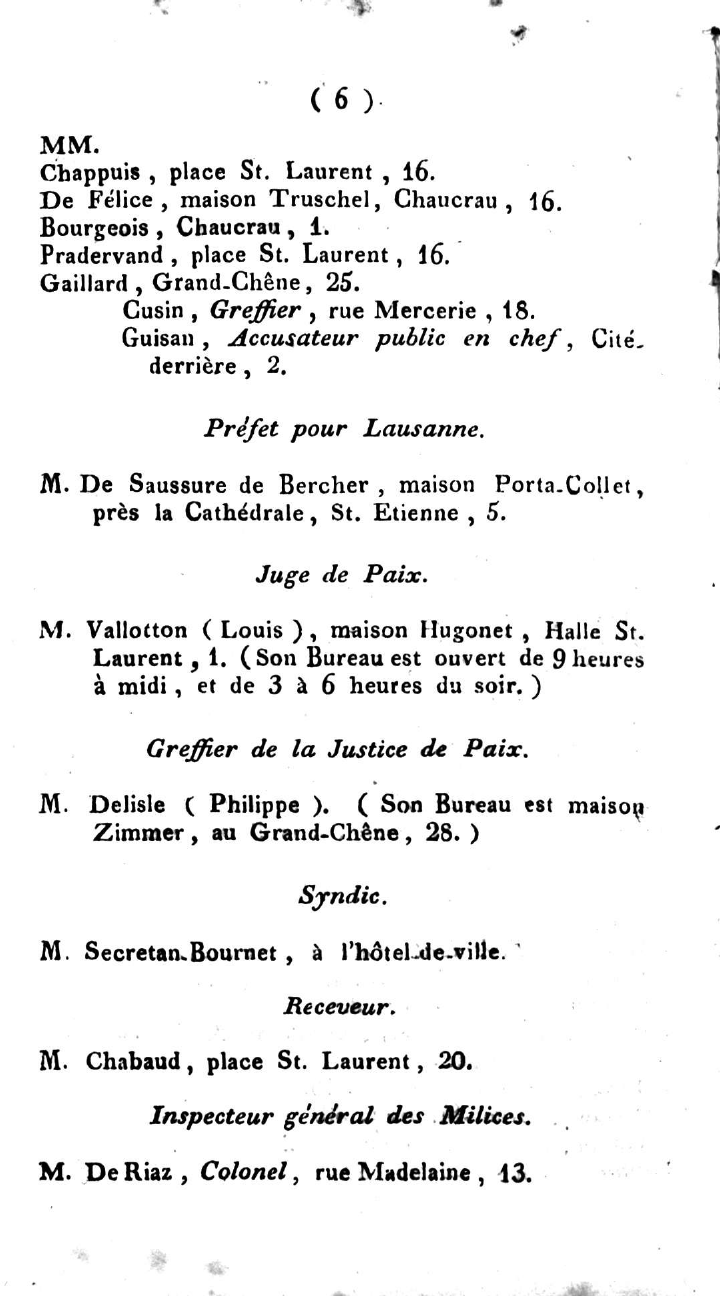 ( 6 )
MM.
Chappuis , place St. Laurent , 16.
De Félice , maison Truschel, Chaucrau , 16.
Bourgeois , Chaucrau , 1.
Pradervand , place St. Laurent , 16.
Gaillard , Grand-Chêne, 25.
Cusin , Greffier , rue Mercerie , 18.
Guisan , Accusateur public en chef , Cité-
derrière , 2.
Préfet pour Lausanne.
M. De Saussure de Bercher , maison Porta-Collet,
près la Cathédrale, St. Etienne , 5.
Juge de Paix.
M. Vallotton ( Louis ) , maison Hugonet , Halle St.
Laurent , 1. ( Son Bureau est ouvert de 9 heures
à midi , et de 3 à 6 heures du soir. )
Greffier de la Justice de Paix.
M. Delisle ( Philippe ). ( Son Bureau est maison
Zimmer , au Grand-Chêne , 28. )
Syndic.
M. Secretan-Bournet , à l'hôtel-de-ville.
Receveur.
M. Chabaud , place St. Laurent , 20.
Inspecteur général des Milices.
M. De Riaz , Colonel , rue Madelaine , 13.